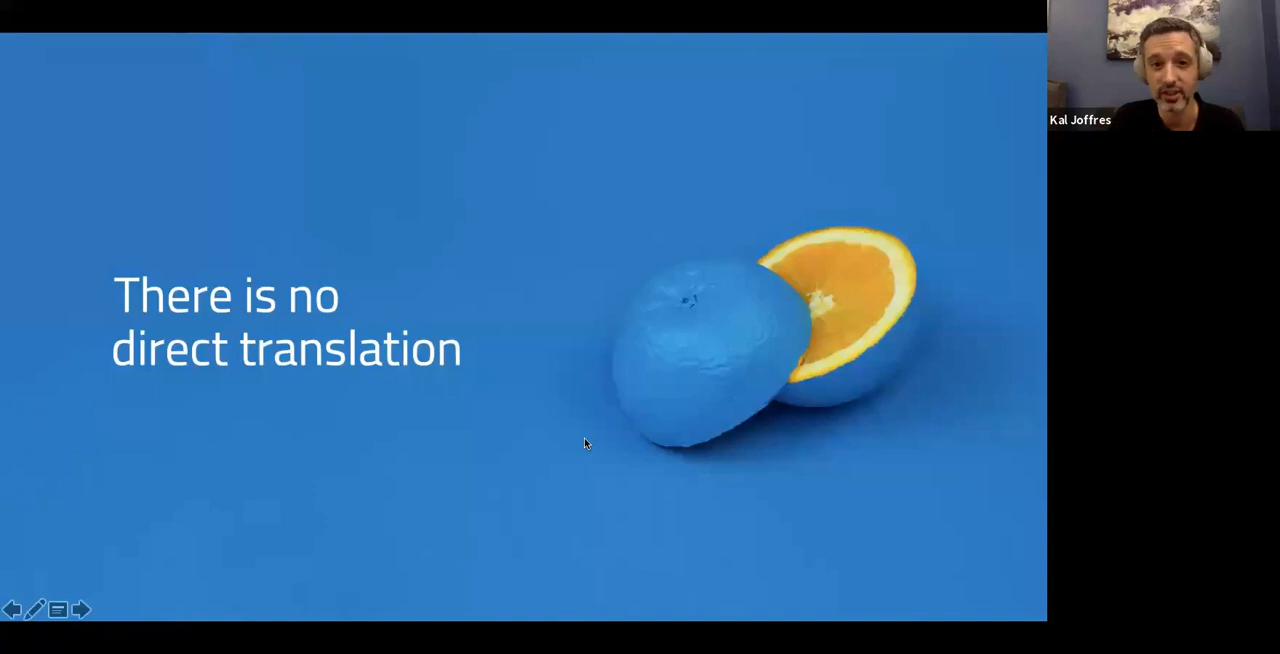 There is no
direct translation
Kal Joffres